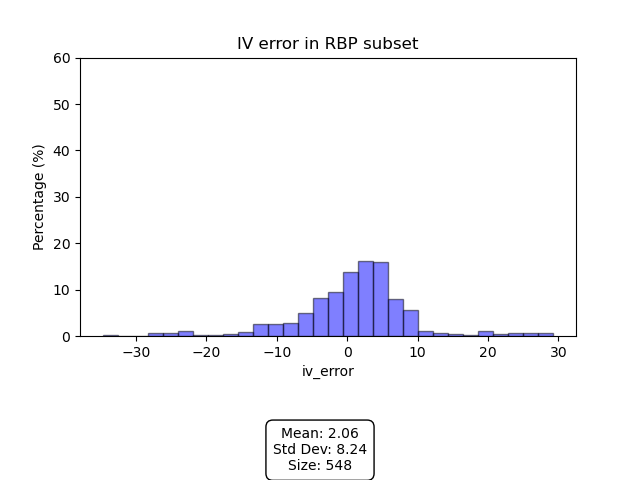 IV error in RBP subset
60
50
40
30
20
10
0
Percentage (%)
−30
−20
−10
0
10
20
30
iv_error
Mean: 2.06
Std Dev: 8.24
Size: 548